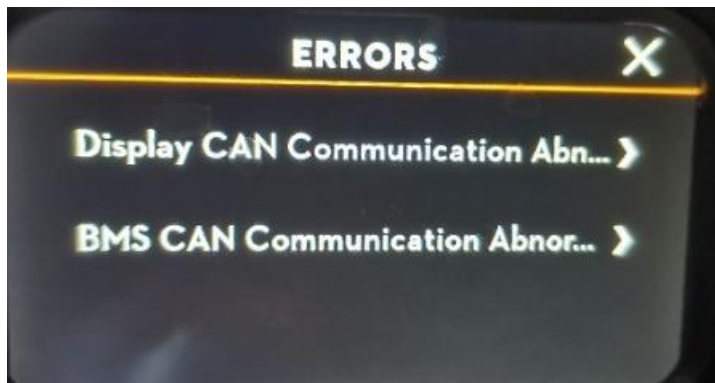 ERRORS X
Display CAN Communication Abn... ❯
BMS CAN Communication Abnor... ❯